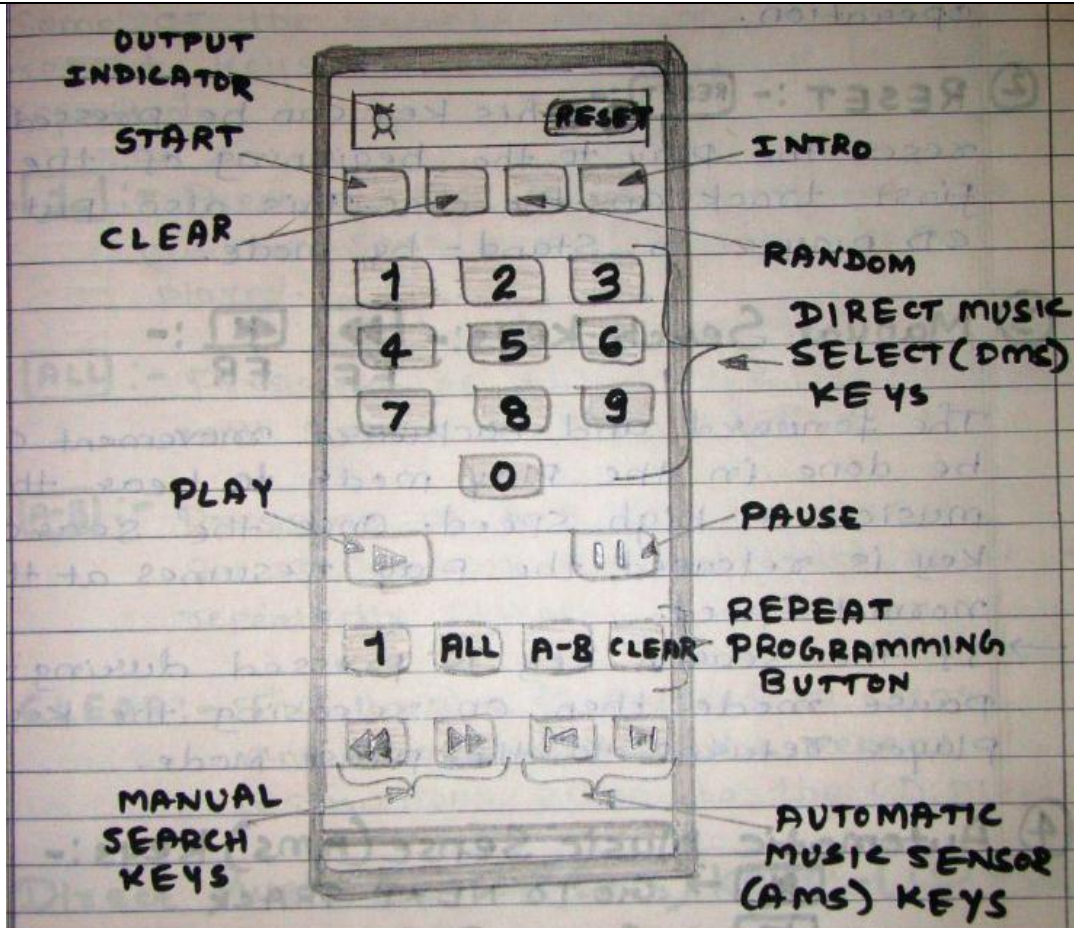 OUTPUT
INDICATOR
RESET
START
INTRO
CLEAR
RANDOM
1 2 3
DIRECT MUSIC
SELECT (DMS)
KEYS
4 5 6
7 8 9
0
PLAY
PAUSE
1 ALL A-B CLEAR
REPEAT
PROGRAMMING
BUTTON
MANUAL
SEARCH
KEYS
AUTOMATIC
MUSIC SENSOR
(AMS) KEYS